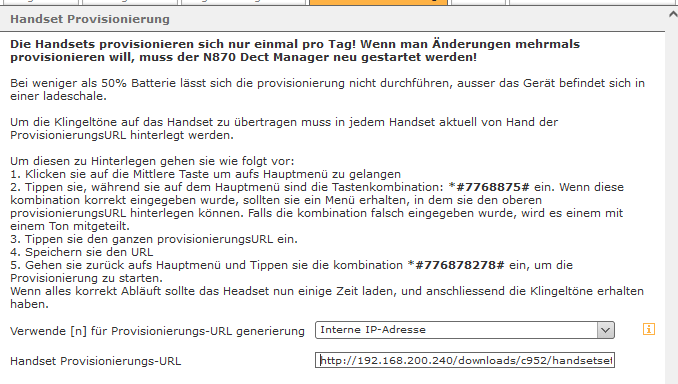 Handset Provisionierung
Die Handsets provisionieren sich nur einmal pro Tag! Wenn man Änderungen mehrmals
provisionieren will, muss der N870 Dect Manager neu gestartet werden!
Bei weniger als 50% Batterie lässt sich die provisionierung nicht durchführen, ausser das Gerät befindet sich in
einer ladeschale.
Um die Klingeltöne auf das Handset zu übertragen muss in jedem Handset aktuell von Hand der
ProvisionierungsURL hinterlegt werden.
Um diesen zu Hinterlegen gehen sie wie folgt vor:
1. Klicken sie auf die Mittlere Taste um aufs Hauptmenü zu gelangen
2. Tippen sie, während sie auf dem Hauptmenü sind die Tastenkombination: *#7768875# ein. Wenn diese
kombination korrekt eingegeben wurde, sollten sie ein Menü erhalten, in dem sie den oberen
provisionierungsURL hinterlegen können. Falls die kombination falsch eingegeben wurde, wird es einem mit
einem Ton mitgeteilt.
3. Tippen sie den ganzen provisionierungsURL ein.
4. Speichern sie den URL
5. Gehen sie zurück aufs Hauptmenü und Tippen sie die kombination *#776878278# ein, um die
Provisionierung zu starten.
Wenn alles korrekt Abläuft sollte das Headset nun einige Zeit laden, und anschliessend die Klingeltöne erhalten
haben.
Verwende [n] für Provisionierungs-URL generierung Interne IP-Adresse
Handset Provisionierungs-URL http://192.168.200.240/downloads/c952/handsetset